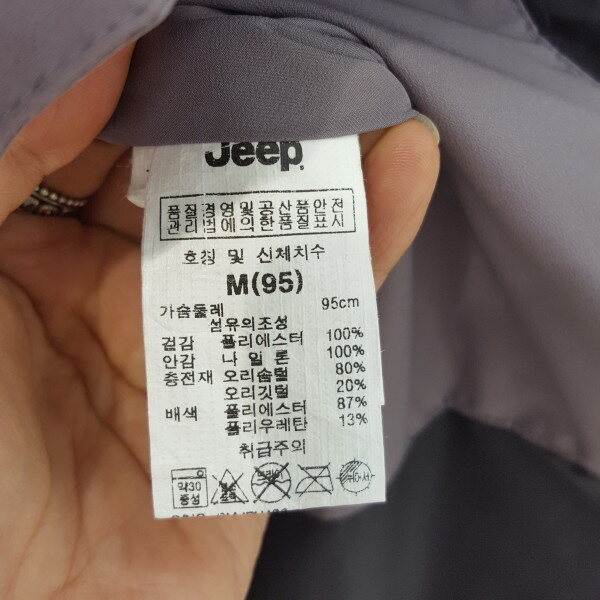 Jeep
품질경영및공산품안전
관리법에의한품질표시
호칭 및 신체치수
M(95)
가슴둘레 95cm
섬유의조성
겉감 폴리에스터 100%
안감 나 일 론 100%
충전재 오리솜털 80%
오리깃털 20%
배색 폴리에스터 87%
폴리우레탄 13%
취급주의
약30
중성